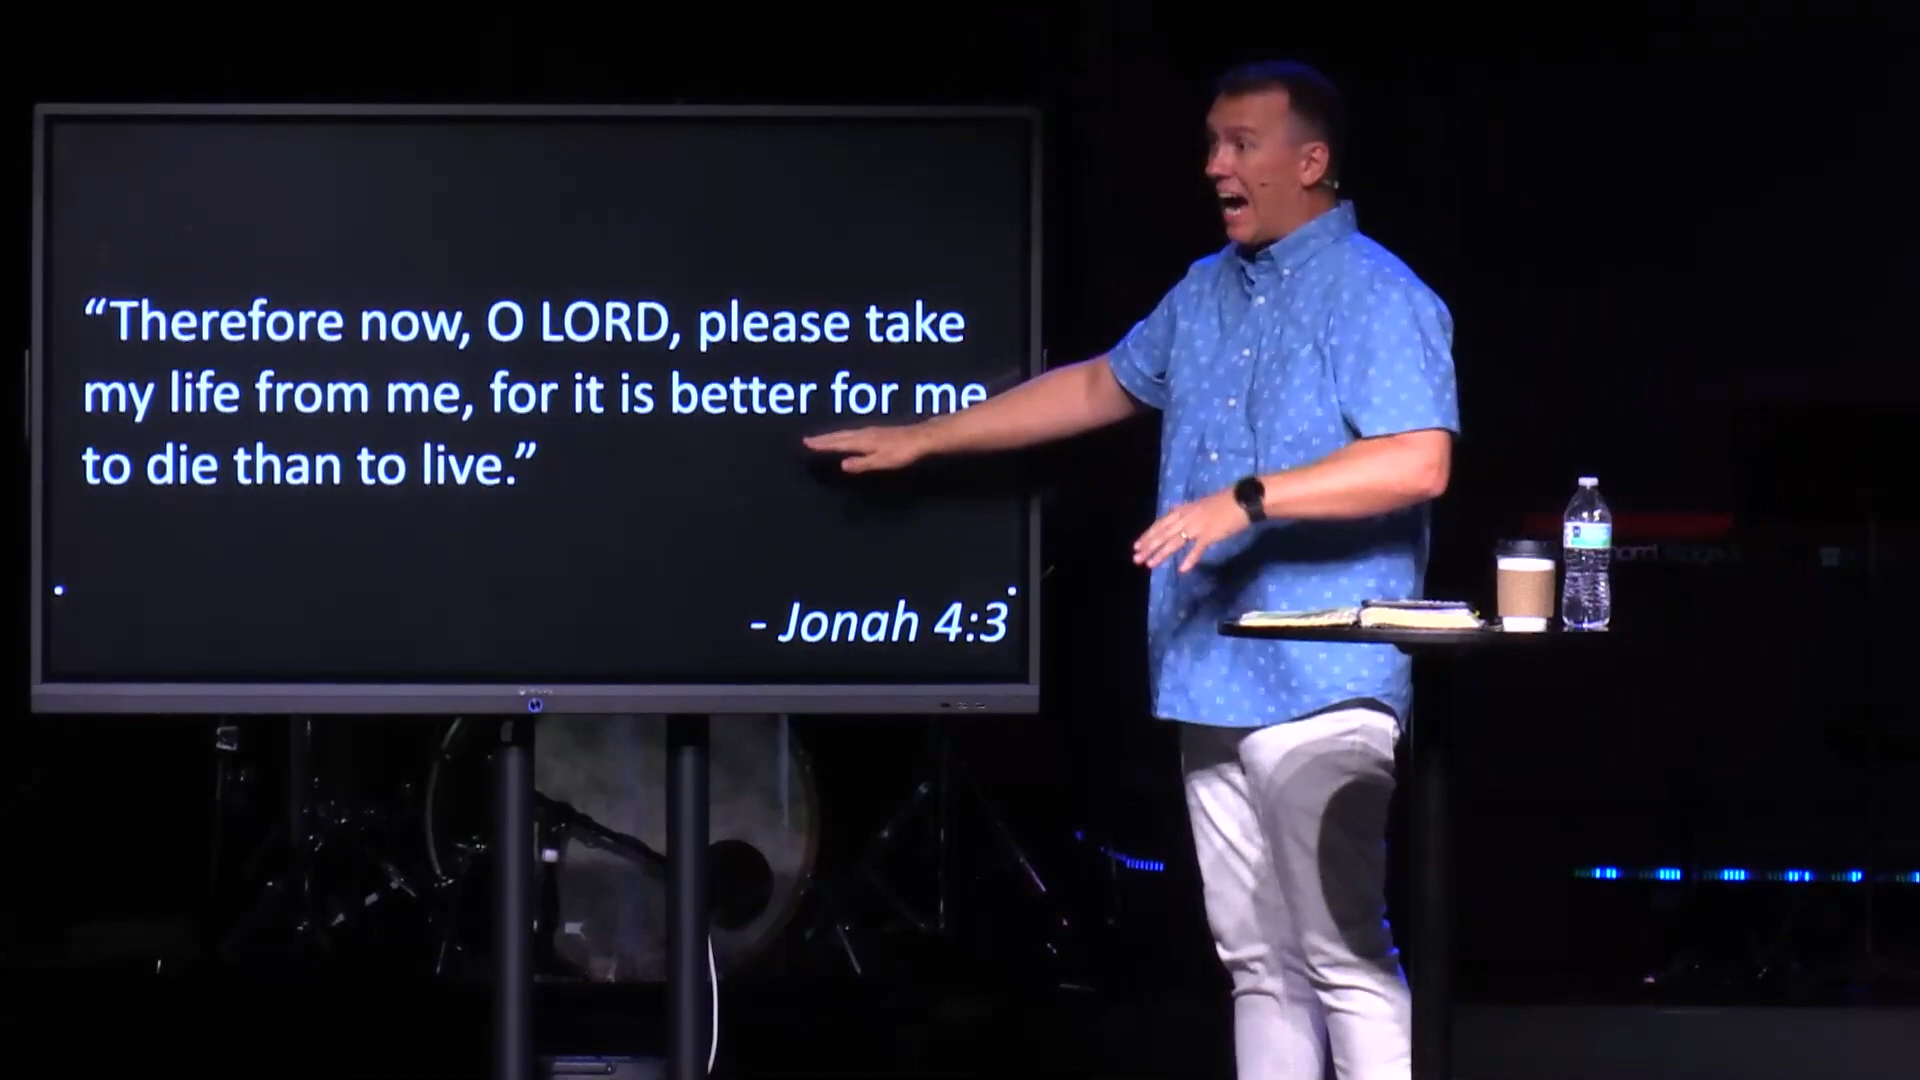 “Therefore now, O LORD, please take
my life from me, for it is better for me
to die than to live.”
- Jonah 4:3